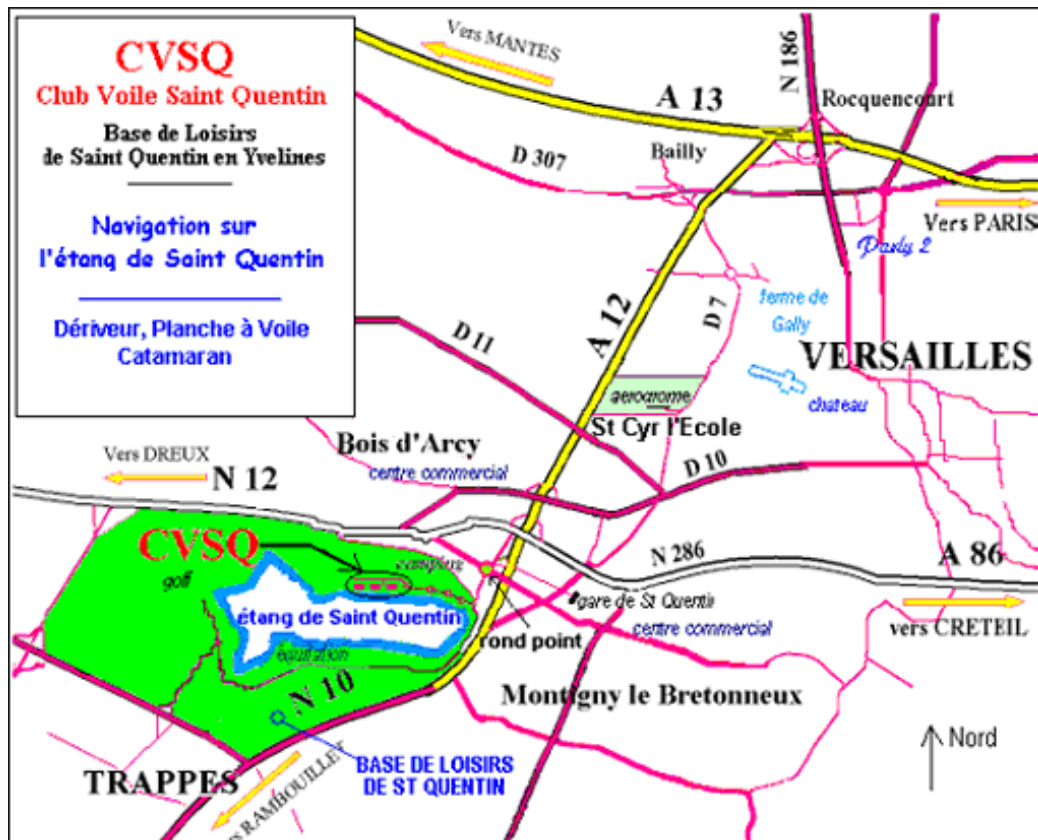 CVSQ
Club Voile Saint Quentin
Base de Loisirs
de Saint Quentin en Yvelines
Navigation sur
l'étang de Saint Quentin
Dériveur, Planche à Voile
Catamaran
Vers MANTES
A 13
N 186
Rocquencourt
Bailly
D 307
Vers PARIS
Parly 2
A 12
D 7
ferme de
Gally
D 11
VERSAILLES
aerodrome
chateau
St Cyr l'Ecole
Bois d'Arcy
centre commercial
D 10
Vers DREUX
N 12
CVSQ
camping
N 286
A 86
golf
gare de St Quentin
étang de Saint Quentin
rond point
centre commercial
vers CRETEIL
équitation
N 10
Montigny le Bretonneux
Nord
TRAPPES
BASE DE LOISIRS
DE ST QUENTIN
RAMBOUILLET